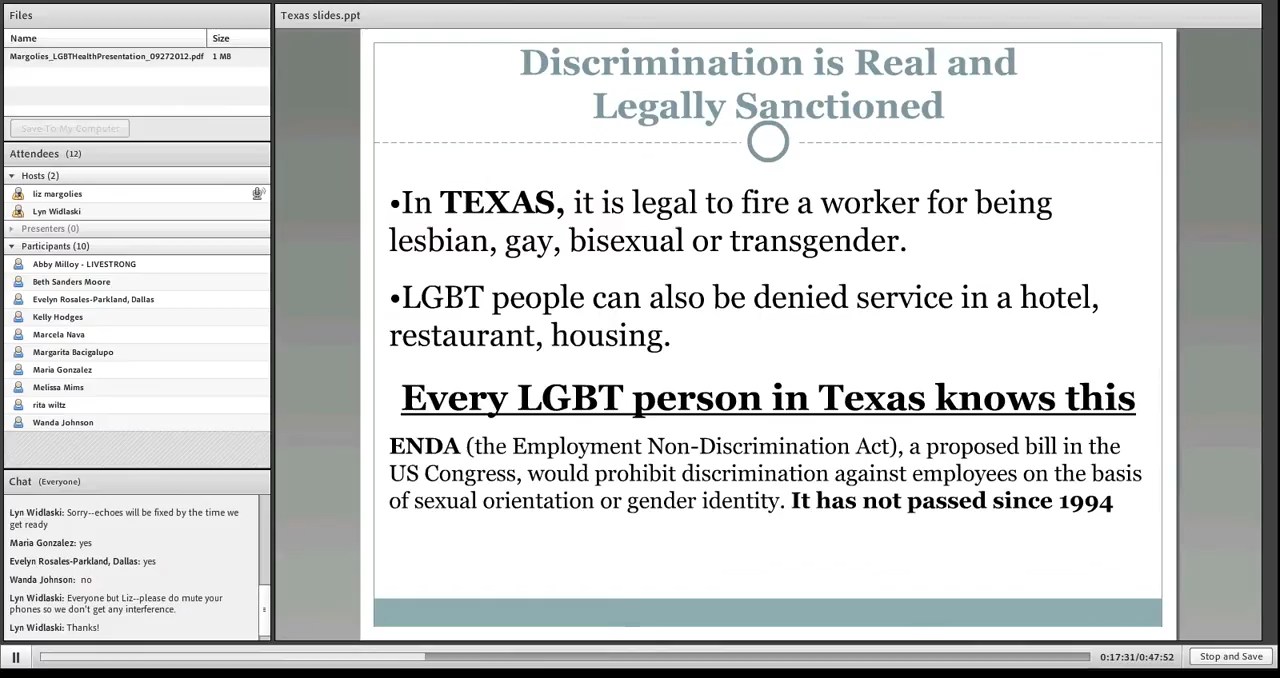 Files
Name Size
Margolies_LGBTHealthPresentation_09272012.pdf 1 MB
Save To My Computer
Attendees (12)
Hosts (2)
liz margolies
Lyn Widlaski
Presenters (0)
Participants (10)
Abby Milloy - LIVESTRONG
Beth Sanders Moore
Evelyn Rosales-Parkland, Dallas
Kelly Hodges
Marcela Nava
Margarita Bacigalupo
Maria Gonzalez
Melissa Mims
rita wiltz
Wanda Johnson
Chat (Everyone)
Lyn Widlaski: Sorry--echoes will be fixed by the time we
get ready
Maria Gonzalez: yes
Evelyn Rosales-Parkland, Dallas: yes
Wanda Johnson: no
Lyn Widlaski: Everyone but Liz--please do mute your
phones so we don't get any interference.
Lyn Widlaski: Thanks!
Texas slides.ppt
Discrimination is Real and
Legally Sanctioned
•In TEXAS, it is legal to fire a worker for being
lesbian, gay, bisexual or transgender.
•LGBT people can also be denied service in a hotel,
restaurant, housing.
Every LGBT person in Texas knows this
ENDA (the Employment Non-Discrimination Act), a proposed bill in the
US Congress, would prohibit discrimination against employees on the basis
of sexual orientation or gender identity. It has not passed since 1994
0:17:31/0:47:52
Stop and Save